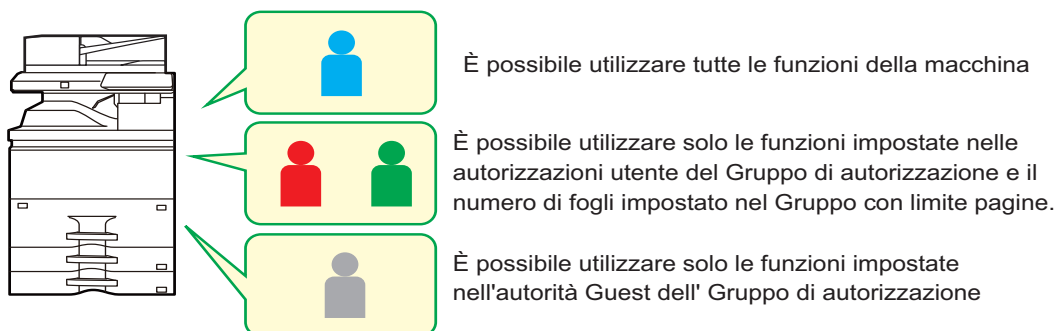 È possibile utilizzare tutte le funzioni della macchina
È possibile utilizzare solo le funzioni impostate nelle
autorizzazioni utente del Gruppo di autorizzazione e il
numero di fogli impostato nel Gruppo con limite pagine.
È possibile utilizzare solo le funzioni impostate
nell'autorità Guest dell' Gruppo di autorizzazione